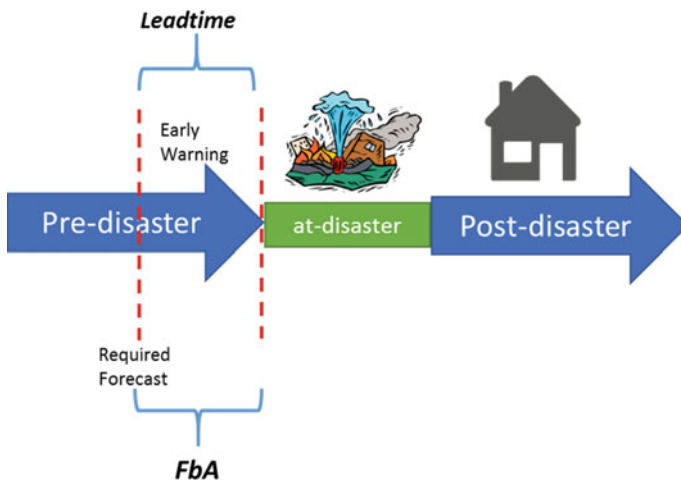 Leadtime
Early
Warning
Pre-disaster
at-disaster
Post-disaster
Required
Forecast
FbA